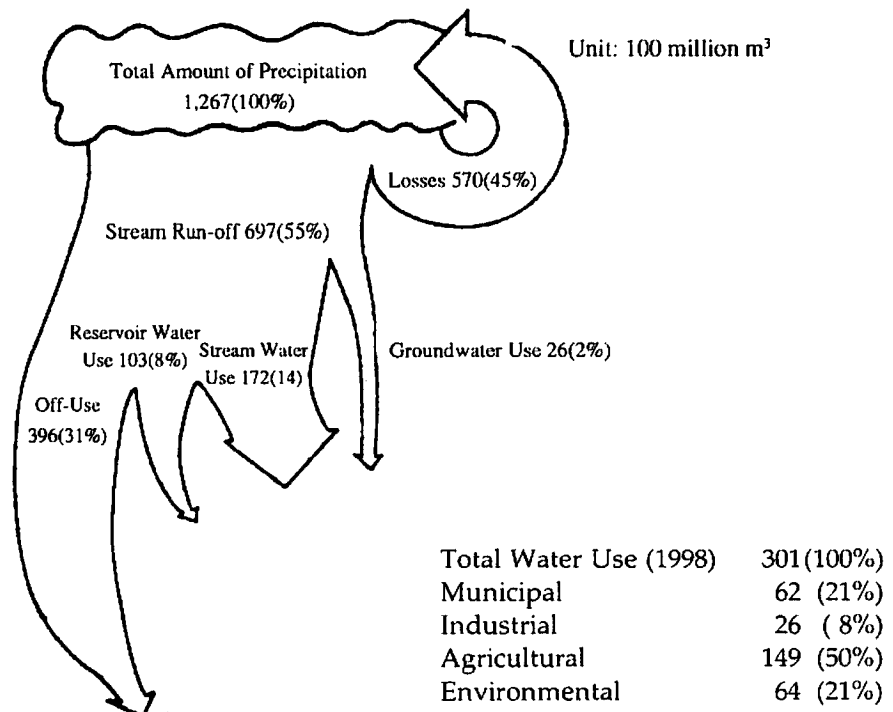 Unit: 100 million m³
Total Amount of Precipitation
1,267(100%)
Losses 570(45%)
Stream Run-off 697(55%)
Reservoir Water
Use 103(8%)
Stream Water
Use 172(14)
Groundwater Use 26(2%)
Off-Use
396(31%)
Total Water Use (1998) 301(100%)
Municipal 62 (21%)
Industrial 26 ( 8%)
Agricultural 149 (50%)
Environmental 64 (21%)